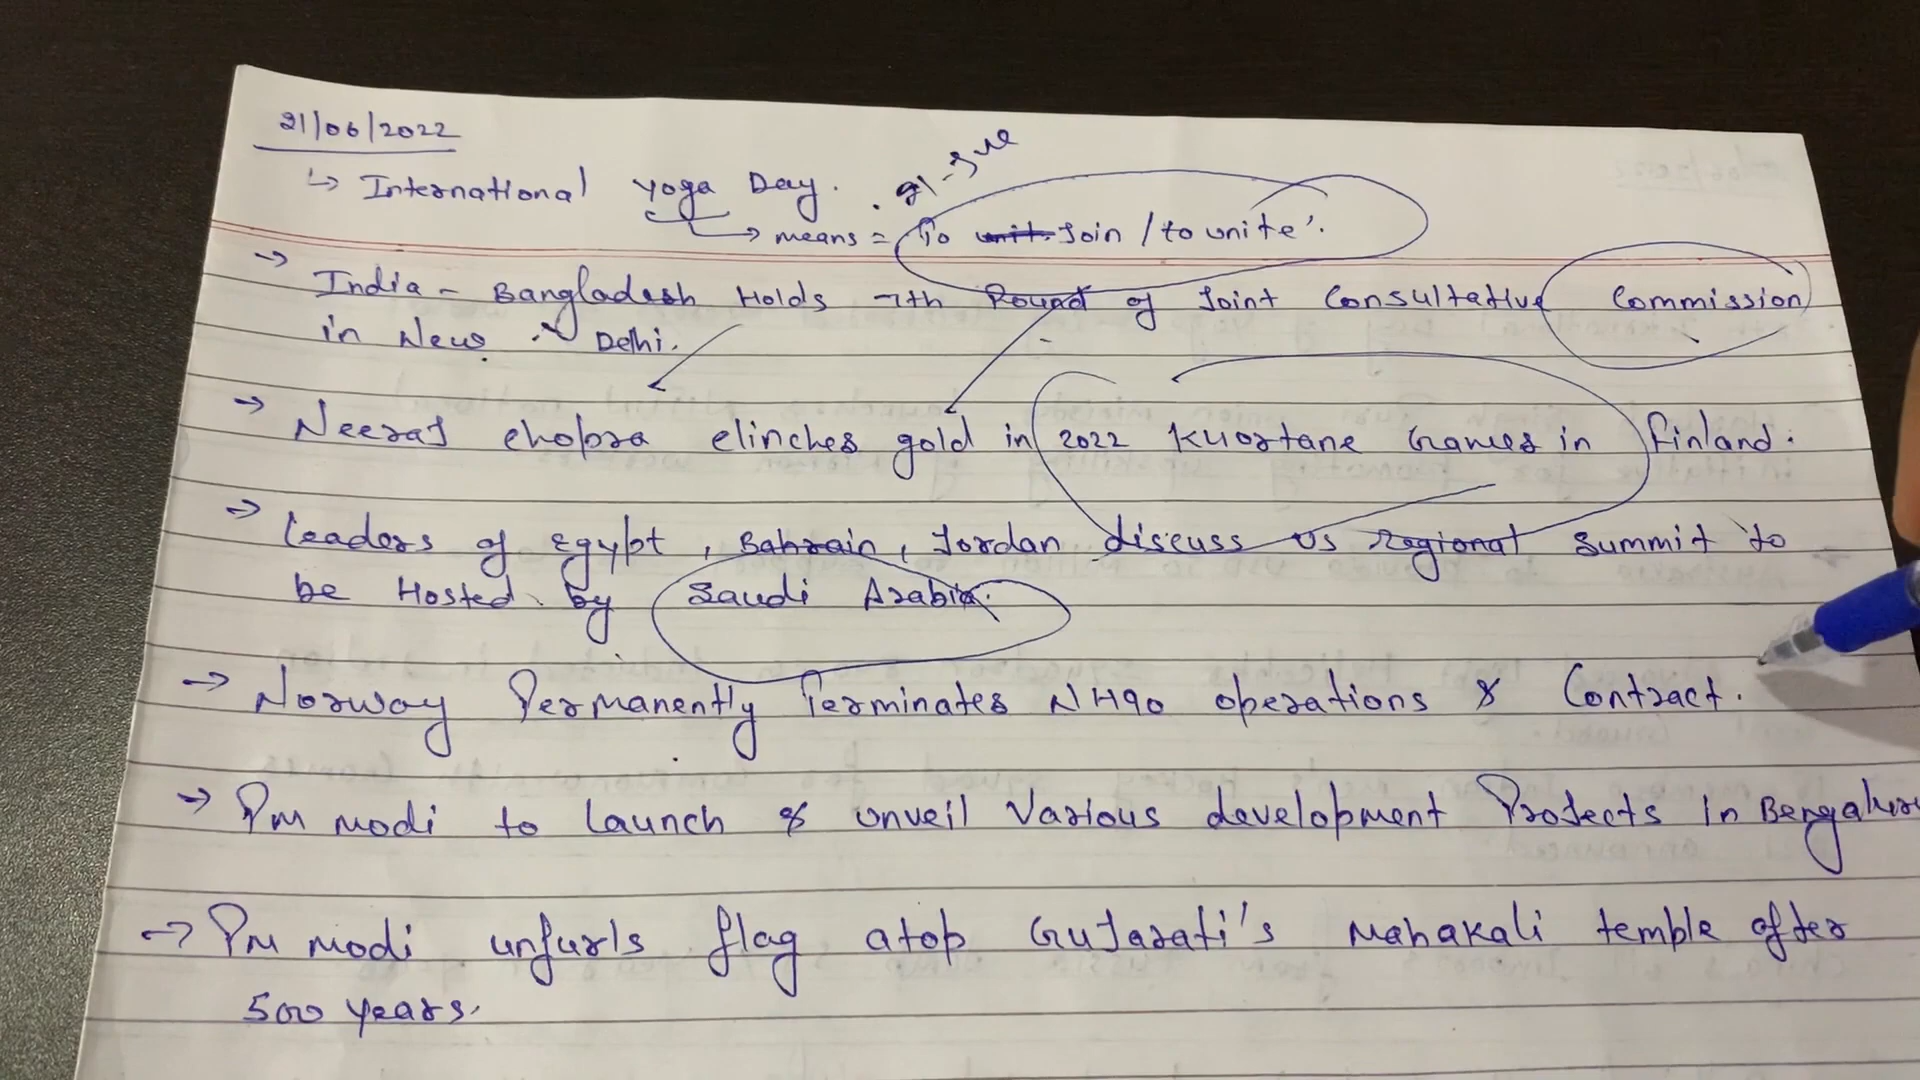 21/06/2022
↳ International yoga Day. 21-Jue
→ means = To unit Join / to unite'.
→ India - Bangladesh Holds 7th Round of Joint Consultative Commission
in New Delhi.
→ Neeraj chopra clinches gold in 2022 Kuortane Games in Finland.
→ Leaders of Egypt, Bahrain, Jordan discuss US regional Summit to
be Hosted by Saudi Arabia.
→ Norway Permanently Terminates NH90 operations & Contract.
→ Pm modi to launch & unveil Various development Projects in Bengaluru
→ Pm modi unfurls flag atop Gujarati's Mahakali temple after
500 years.